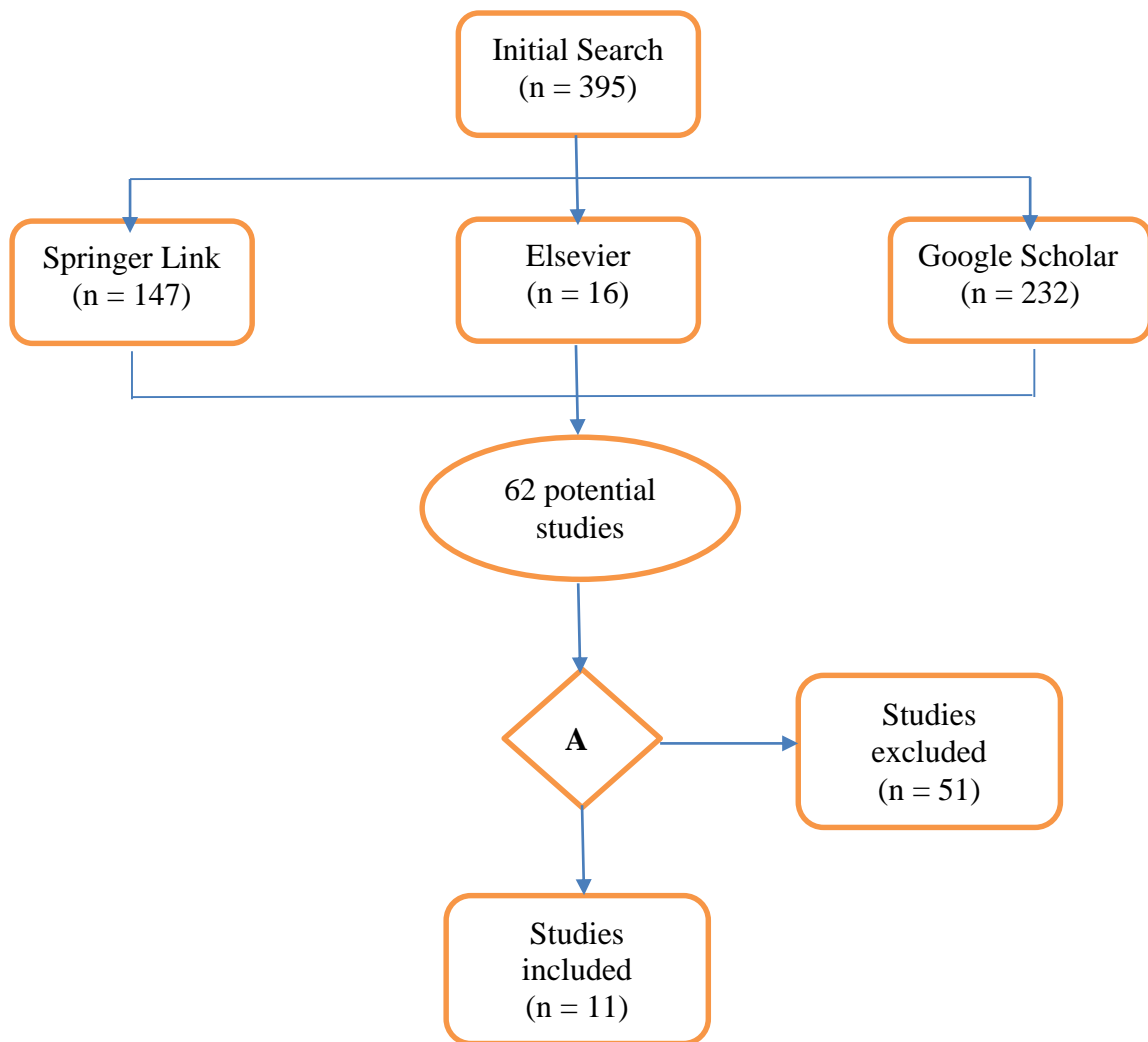 Initial Search
(n = 395)
Springer Link
(n = 147)
Elsevier
(n = 16)
Google Scholar
(n = 232)
62 potential
studies
A
Studies
excluded
(n = 51)
Studies
included
(n = 11)